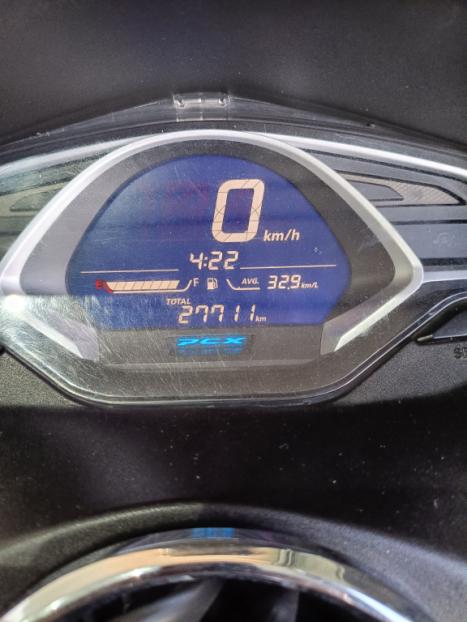 0 km/h
4:22
E F AVG. 32.9 km/L
TOTAL
27711 km
PCX